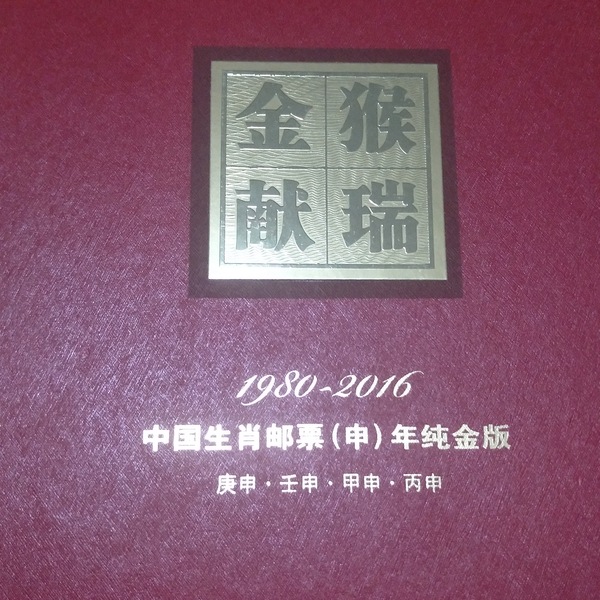 金猴
献瑞
1980-2016
中国生肖邮票(申)年纯金版
庚申·壬申·甲申·丙申